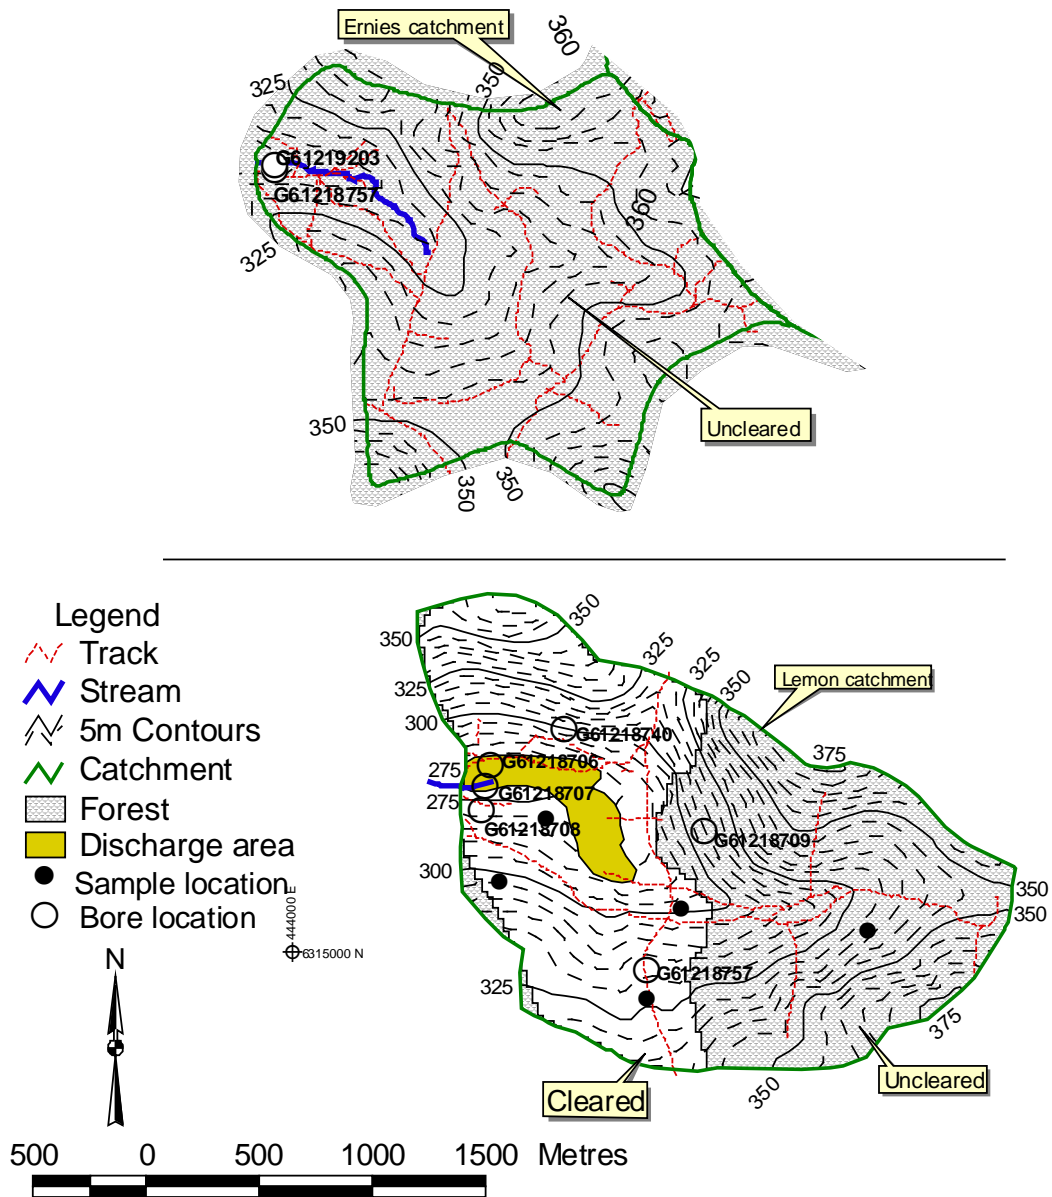 Ernies catchment
360
350
325
G61219203
G61218757
360
325
Uncleared
350
350
350
Legend
Track
Stream
5m Contours
Catchment
Forest
Discharge area
Sample location
Bore location
444000 E
6315000 N
N
350
350
325
325
350
Lemon catchment
325
300
G61218740
375
G61218706
275
G61218707
275
G61218708
G61218709
300
350
350
G61218757
325
375
350
Uncleared
Cleared
500 0 500 1000 1500 Metres